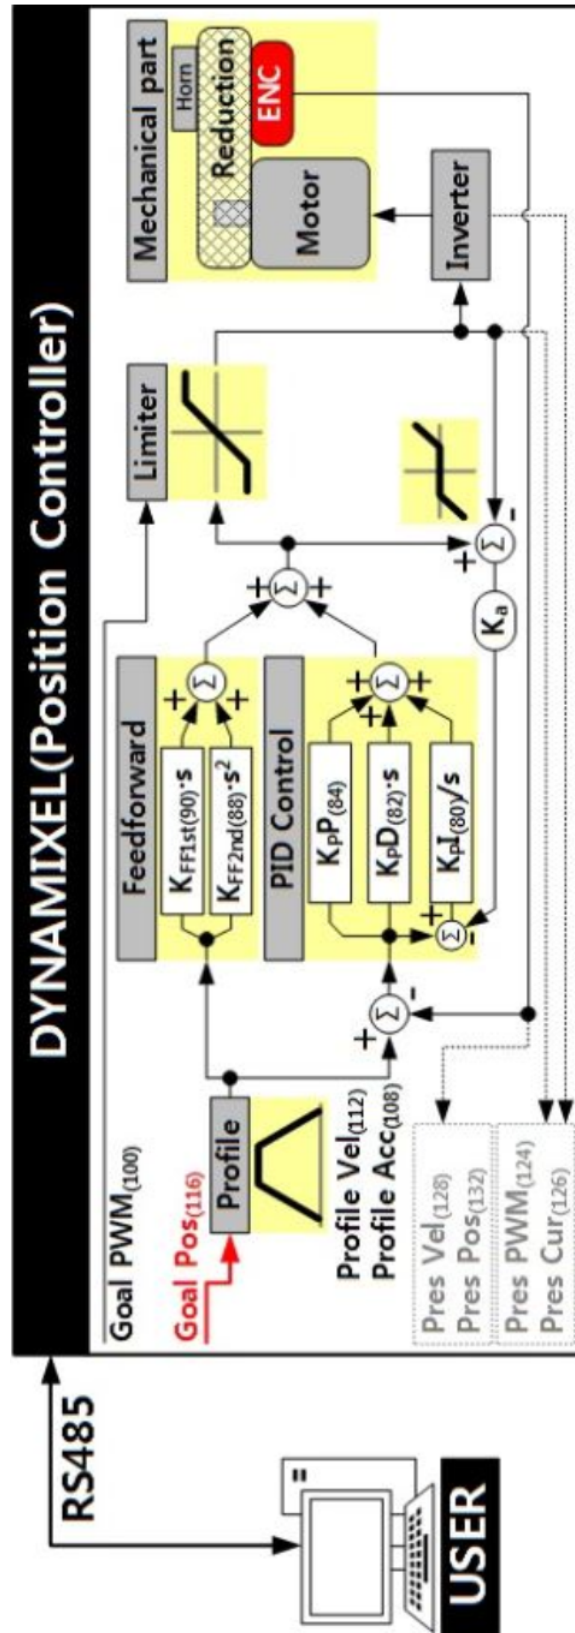 DYNAMIXEL(Position Controller)
RS485
USER
=
Goal PWM(100)
Goal Pos(116)
Profile
Profile Vel(112)
Profile Acc(108)
Pres Vel(128)
Pres Pos(132)
Pres PWM(124)
Pres Cur(126)
Feedforward
KFF1st(90)·s
KFF2nd(88)·s²
+
Σ
+
PID Control
KpP(84)
KpD(82)·s
KpI(80)/s
+
+
Σ
+
+
Σ
-
+
Σ
-
+
Σ
+
Limiter
+
Σ
-
Ka
Mechanical part
Horn
Reduction
ENC
Motor
Inverter